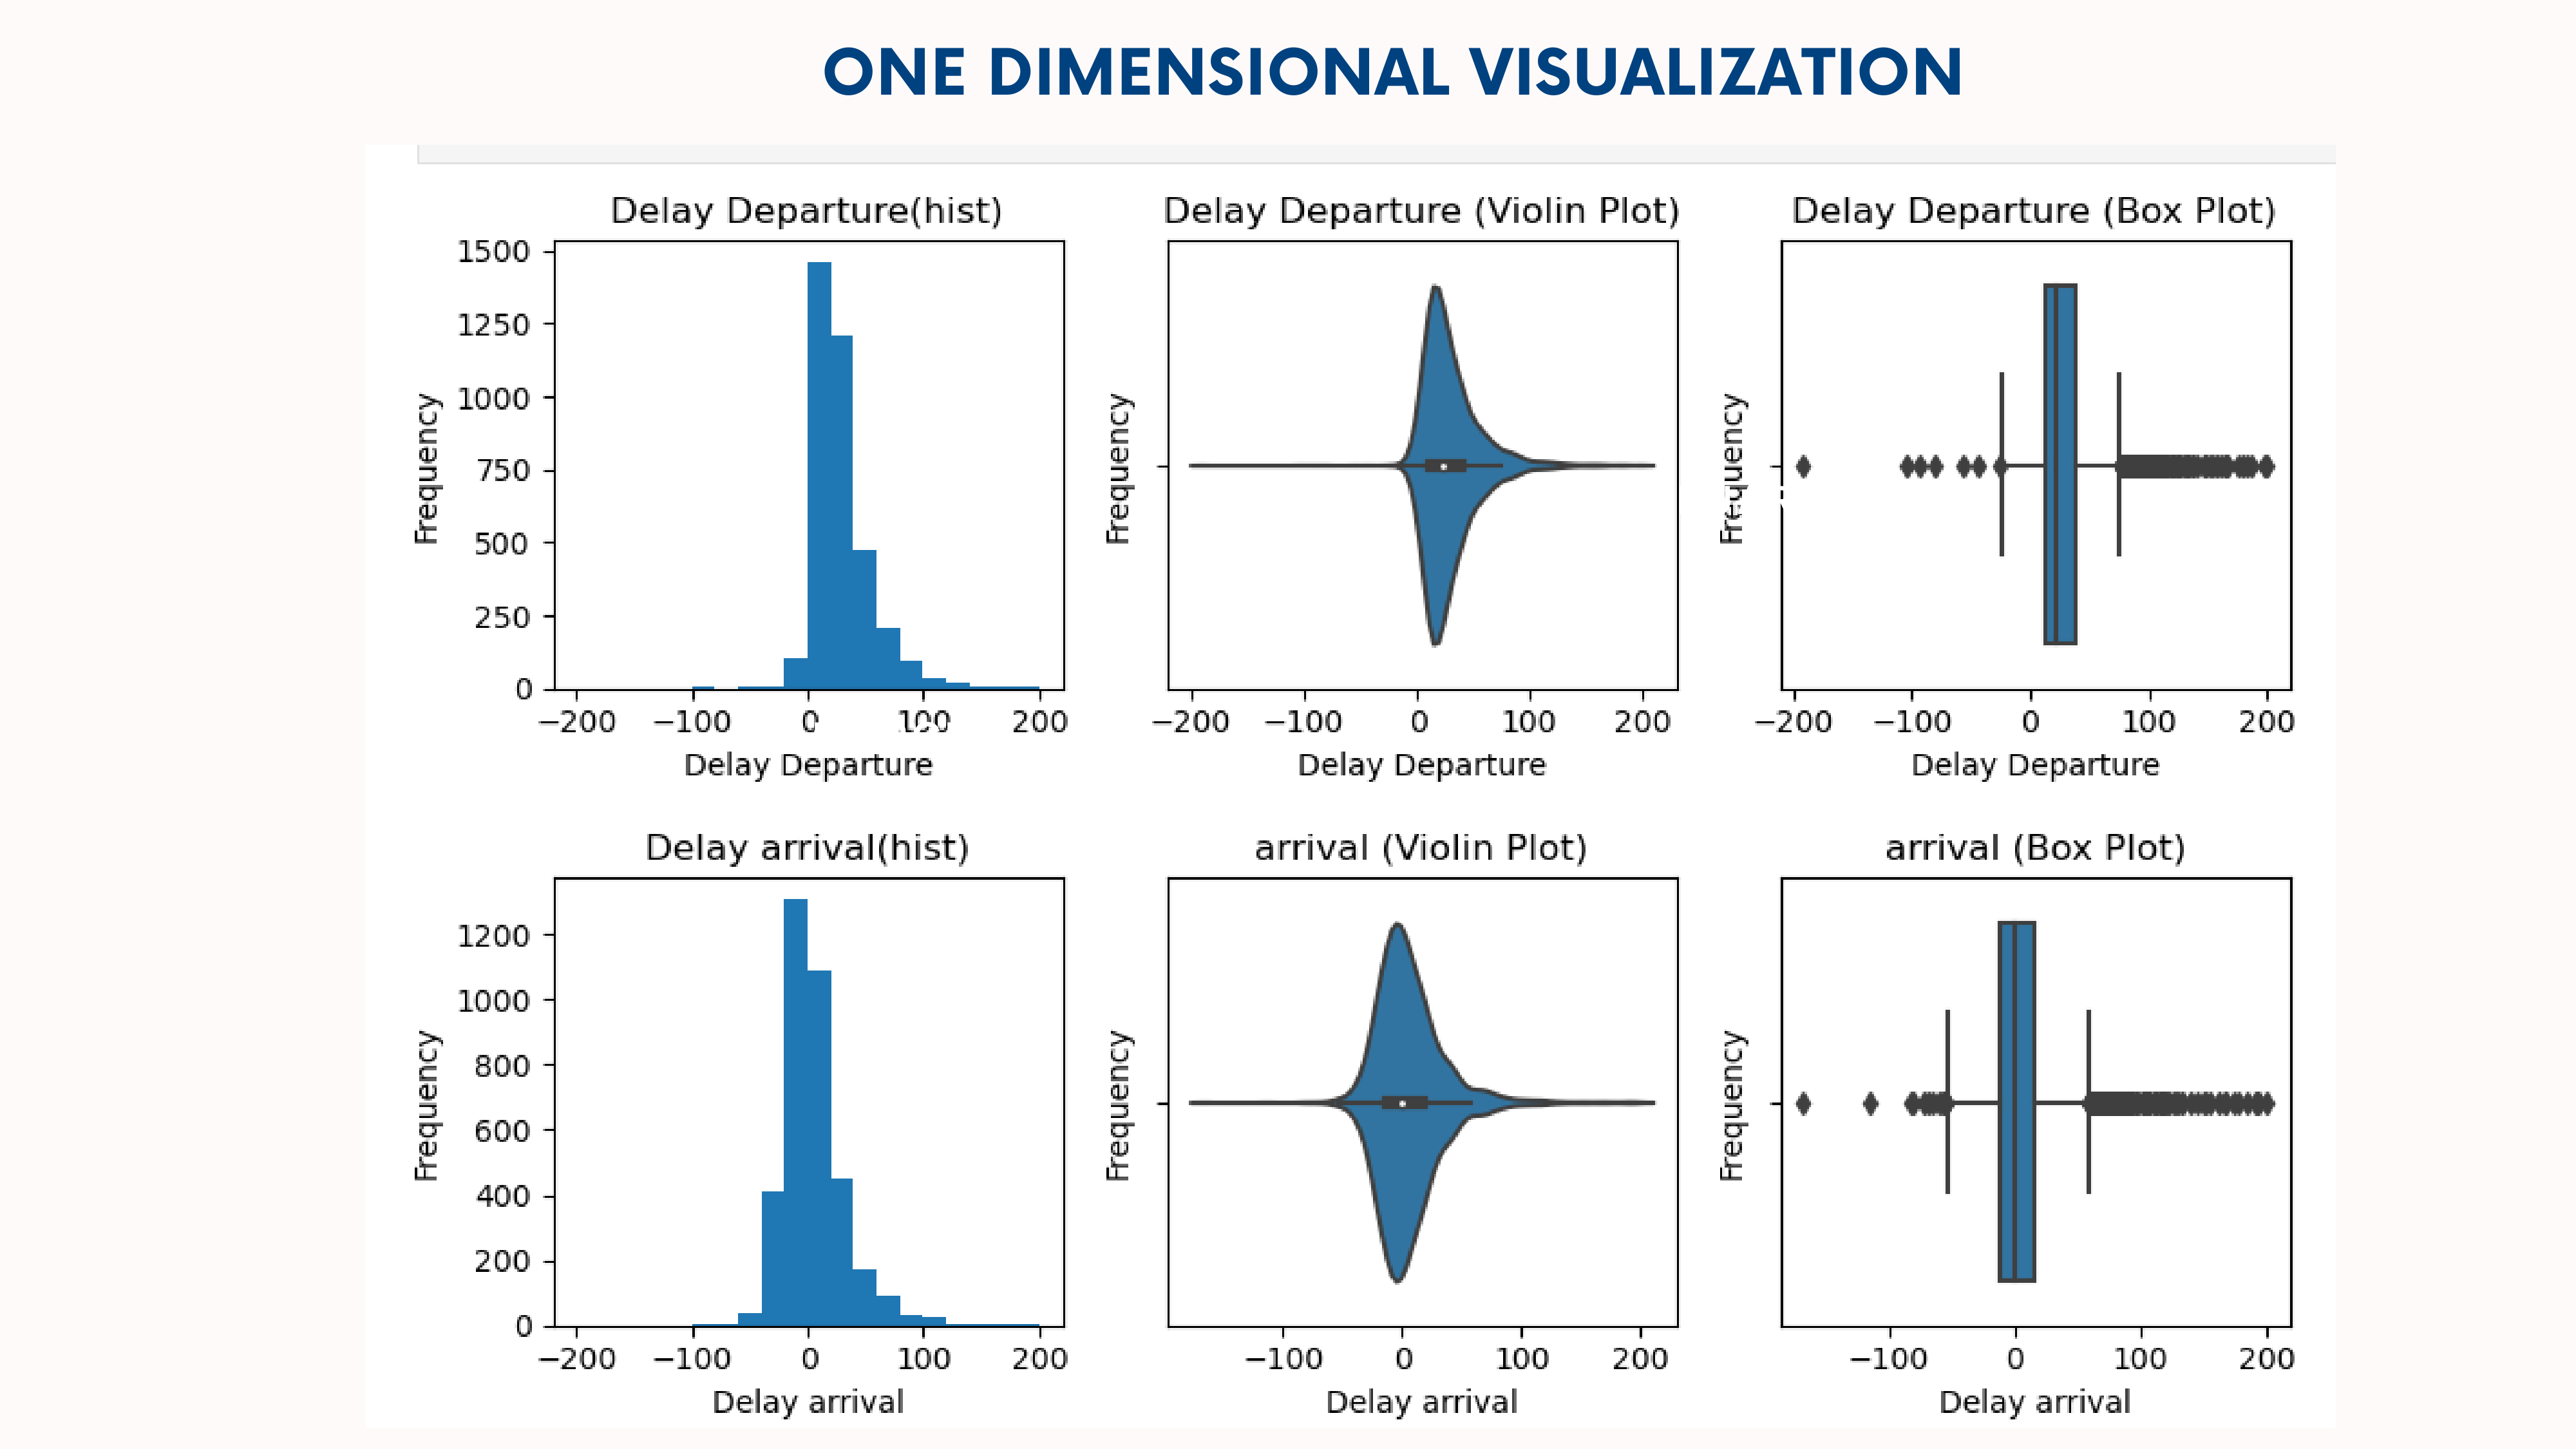 ONE DIMENSIONAL VISUALIZATION
Delay Departure(hist)
Frequency
1500
1250
1000
750
500
250
0
−200 −100 0 100 200
Delay Departure
Delay Departure (Violin Plot)
Frequency
−200 −100 0 100 200
Delay Departure
Delay Departure (Box Plot)
Frequency
−200 −100 0 100 200
Delay Departure
Delay arrival(hist)
Frequency
1200
1000
800
600
400
200
0
−200 −100 0 100 200
Delay arrival
arrival (Violin Plot)
Frequency
−100 0 100 200
Delay arrival
arrival (Box Plot)
Frequency
−100 0 100 200
Delay arrival